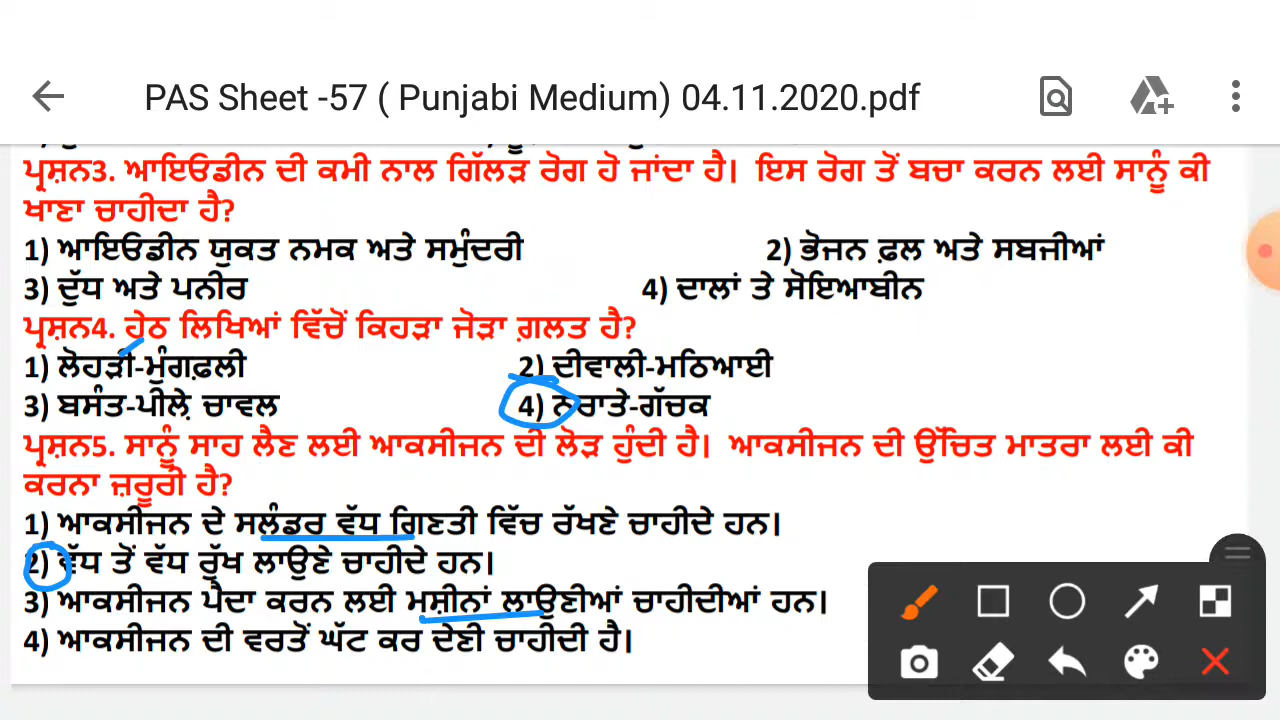 PAS Sheet -57 ( Punjabi Medium) 04.11.2020.pdf
ਪ੍ਰਸ਼ਨ3. ਆਇਓਡੀਨ ਦੀ ਕਮੀ ਨਾਲ ਗਿੱਲੜ ਰੋਗ ਹੋ ਜਾਂਦਾ ਹੈ। ਇਸ ਰੋਗ ਤੋਂ ਬਚਾ ਕਰਨ ਲਈ ਸਾਨੂੰ ਕੀ
ਖਾਣਾ ਚਾਹੀਦਾ ਹੈ?
1) ਆਇਓਡੀਨ ਯੁਕਤ ਨਮਕ ਅਤੇ ਸਮੁੰਦਰੀ 2) ਭੋਜਨ ਫ਼ਲ ਅਤੇ ਸਬਜੀਆਂ
3) ਦੁੱਧ ਅਤੇ ਪਨੀਰ 4) ਦਾਲਾਂ ਤੇ ਸੋਇਆਬੀਨ
ਪ੍ਰਸ਼ਨ4. ਹੇਠ ਲਿਖਿਆਂ ਵਿੱਚੋਂ ਕਿਹੜਾ ਜੋੜਾ ਗ਼ਲਤ ਹੈ?
1) ਲੋਹੜੀ-ਮੁੰਗਫ਼ਲੀ 2) ਦੀਵਾਲੀ-ਮਠਿਆਈ
3) ਬਸੰਤ-ਪੀਲੇ ਚਾਵਲ 4) ਨਰਾਤੇ-ਗੱਚਕ
ਪ੍ਰਸ਼ਨ5. ਸਾਨੂੰ ਸਾਹ ਲੈਣ ਲਈ ਆਕਸੀਜਨ ਦੀ ਲੋੜ ਹੁੰਦੀ ਹੈ। ਆਕਸੀਜਨ ਦੀ ਉੱਚਿਤ ਮਾਤਰਾ ਲਈ ਕੀ
ਕਰਨਾ ਜ਼ਰੂਰੀ ਹੈ?
1) ਆਕਸੀਜਨ ਦੇ ਸਲੰਡਰ ਵੱਧ ਗਿਣਤੀ ਵਿੱਚ ਰੱਖਣੇ ਚਾਹੀਦੇ ਹਨ।
2) ਵੱਧ ਤੋਂ ਵੱਧ ਰੁੱਖ ਲਾਉਣੇ ਚਾਹੀਦੇ ਹਨ।
3) ਆਕਸੀਜਨ ਪੈਦਾ ਕਰਨ ਲਈ ਮਸ਼ੀਨਾਂ ਲਾਉਣੀਆਂ ਚਾਹੀਦੀਆਂ ਹਨ।
4) ਆਕਸੀਜਨ ਦੀ ਵਰਤੋਂ ਘੱਟ ਕਰ ਦੇਣੀ ਚਾਹੀਦੀ ਹੈ।